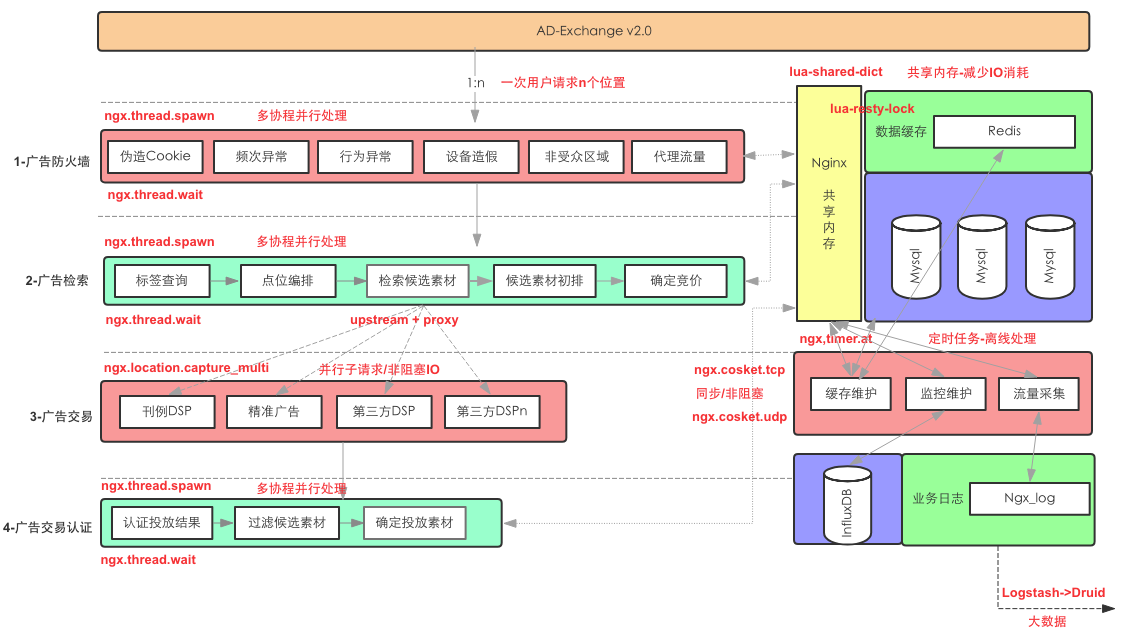 AD-Exchange v2.0
1:n
一次用户请求n个位置
lua-shared-dict
共享内存-减少IO消耗
ngx.thread.spawn
多协程并行处理
lua-resty-lock
数据缓存
Redis
1-广告防火墙
伪造Cookie
频次异常
行为异常
设备造假
非受众区域
代理流量
Nginx
共
享
内
存
ngx.thread.wait
ngx.thread.spawn
多协程并行处理
Mysql
Mysql
Mysql
2-广告检索
标签查询
点位编排
检索候选素材
候选素材初排
确定竞价
ngx.thread.wait
upstream + proxy
ngx,timer.at
定时任务-离线处理
ngx.location.capture_multi
并行子请求/非阻塞IO
ngx.cosket.tcp
同步/非阻塞
ngx.cosket.udp
缓存维护
监控维护
流量采集
3-广告交易
刊例DSP
精准广告
第三方DSP
第三方DSPn
ngx.thread.spawn
多协程并行处理
InfluxDB
业务日志
Ngx_log
4-广告交易认证
认证投放结果
过滤候选素材
确定投放素材
ngx.thread.wait
Logstash->Druid
大数据